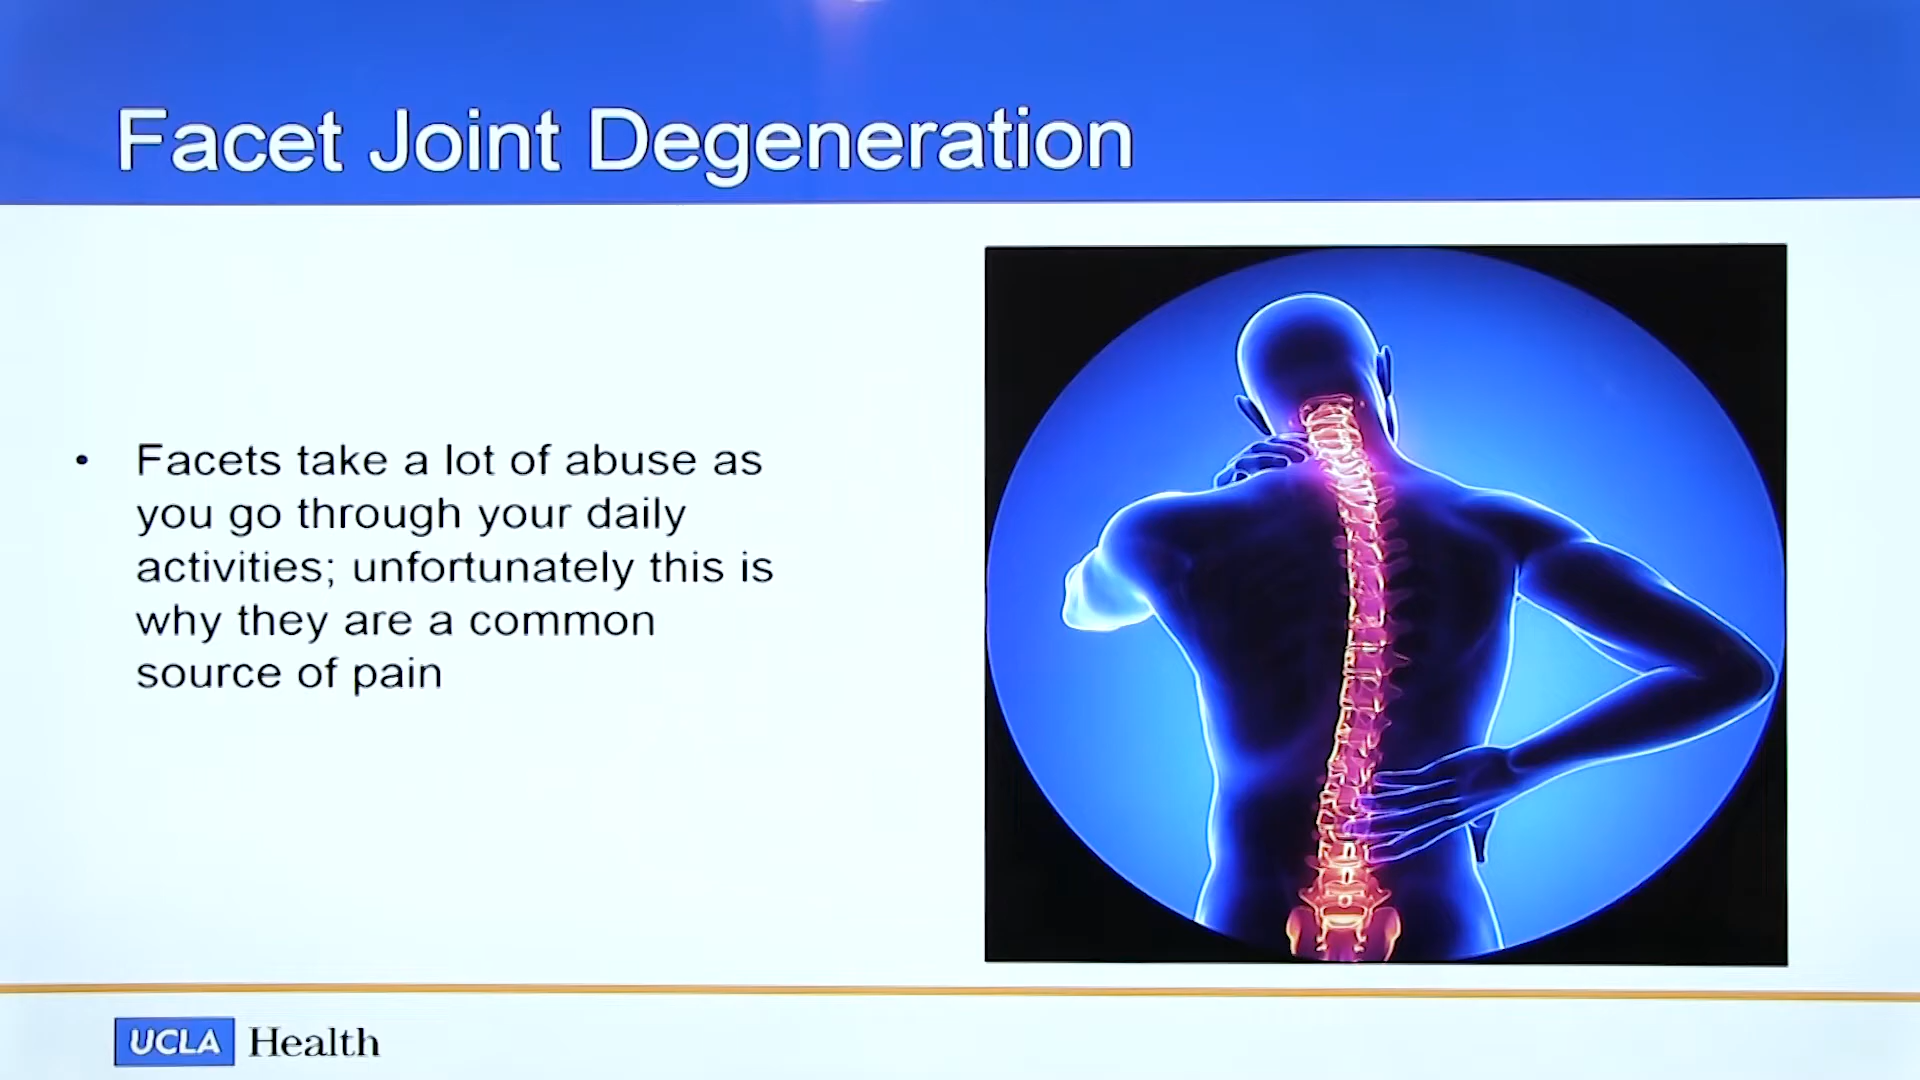 Facet Joint Degeneration
• Facets take a lot of abuse as
you go through your daily
activities; unfortunately this is
why they are a common
source of pain
UCLA Health